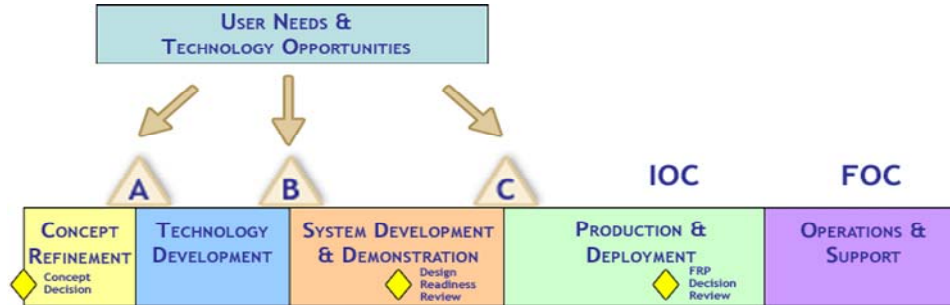 USER NEEDS &
TECHNOLOGY OPPORTUNITIES
A
B
C
IOC
FOC
CONCEPT
REFINEMENT
Concept
Decision
TECHNOLOGY
DEVELOPMENT
SYSTEM DEVELOPMENT
& DEMONSTRATION
Design
Readiness
Review
PRODUCTION &
DEPLOYMENT
FRP
Decision
Review
OPERATIONS &
SUPPORT